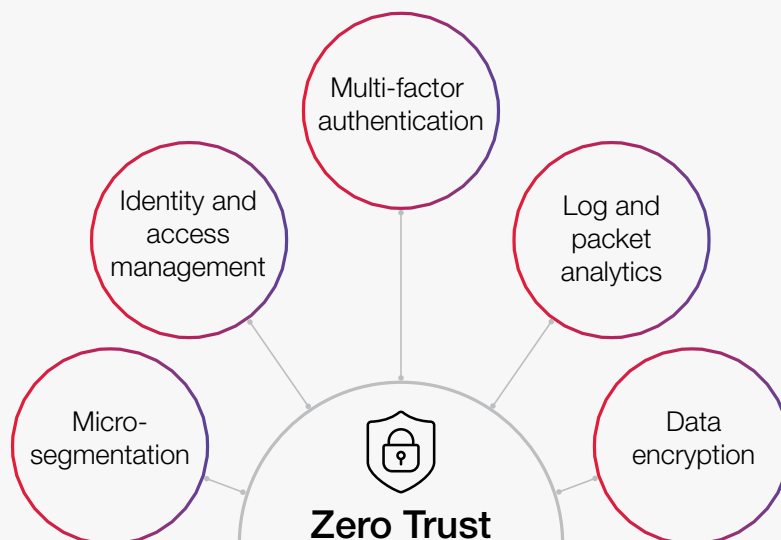 Multi-factor
authentication
Identity and
access
management
Log and
packet
analytics
Micro-
segmentation
Data
encryption
Zero Trust